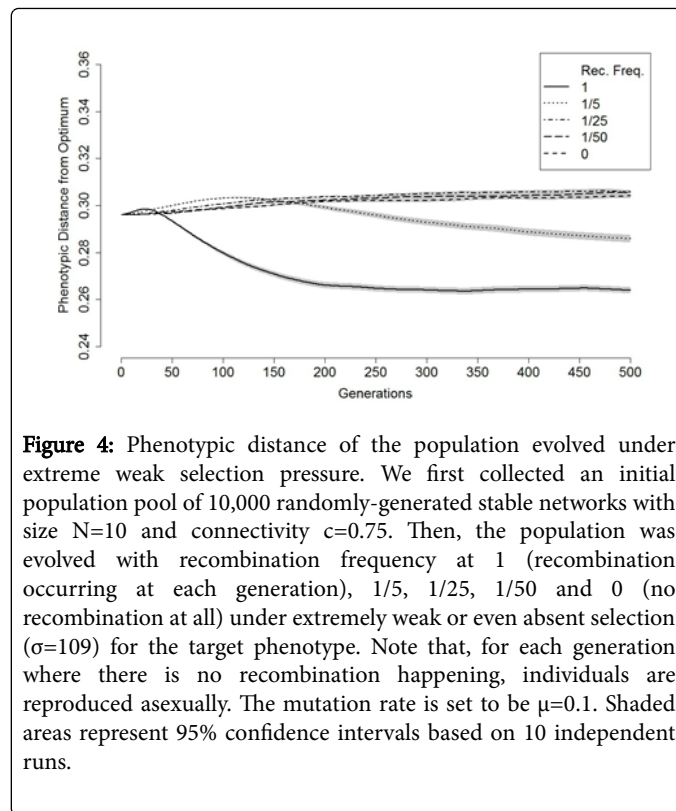 0.36
0.34
0.32
0.30
0.28
0.26
0.24
Phenotypic Distance from Optimum
0 50 100 150 200 250 300 350 400 450 500
Generations
Rec. Freq.
1
1/5
1/25
1/50
0
Figure 4: Phenotypic distance of the population evolved under
extreme weak selection pressure. We first collected an initial
population pool of 10,000 randomly-generated stable networks with
size N=10 and connectivity c=0.75. Then, the population was
evolved with recombination frequency at 1 (recombination
occurring at each generation), 1/5, 1/25, 1/50 and 0 (no
recombination at all) under extremely weak or even absent selection
(σ=109) for the target phenotype. Note that, for each generation
where there is no recombination happening, individuals are
reproduced asexually. The mutation rate is set to be μ=0.1. Shaded
areas represent 95% confidence intervals based on 10 independent
runs.